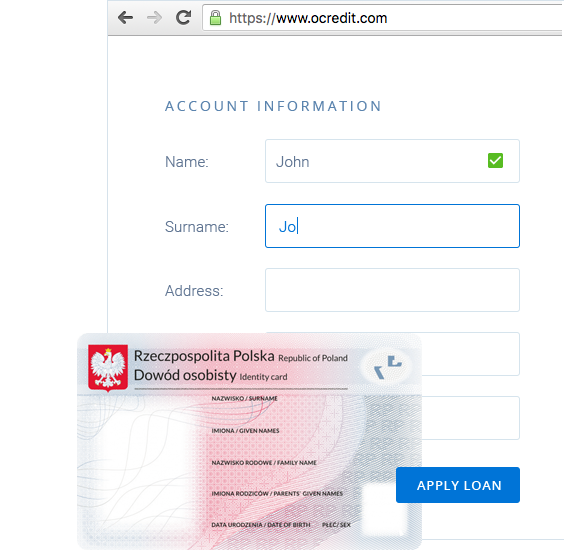 https://www.ocredit.com
ACCOUNT INFORMATION
Name: John
Surname: Jo
Address:
Rzeczpospolita Polska Republic of Poland
Dowód osobisty Identity card
NAZWISKO / SURNAME
IMIONA / GIVEN NAMES
NAZWISKO RODOWE / FAMILY NAME
IMIONA RODZICÓW / PARENTS' GIVEN NAMES
DATA URODZENIA / DATE OF BIRTH PŁEĆ / SEX
APPLY LOAN